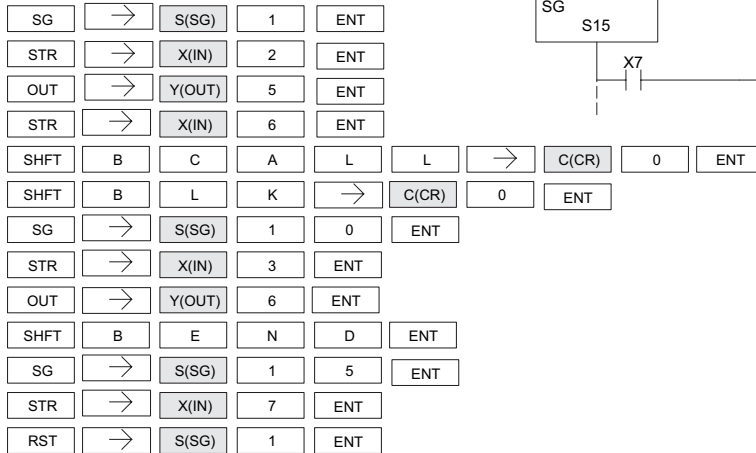 SG → S(SG) 1 ENT
STR → X(IN) 2 ENT
OUT → Y(OUT) 5 ENT
STR → X(IN) 6 ENT
SHFT B C A L L → C(CR) 0 ENT
SHFT B L K → C(CR) 0 ENT
SG → S(SG) 1 0 ENT
STR → X(IN) 3 ENT
OUT → Y(OUT) 6 ENT
SHFT B E N D ENT
SG → S(SG) 1 5 ENT
STR → X(IN) 7 ENT
RST → S(SG) 1 ENT
SG
S15
X7